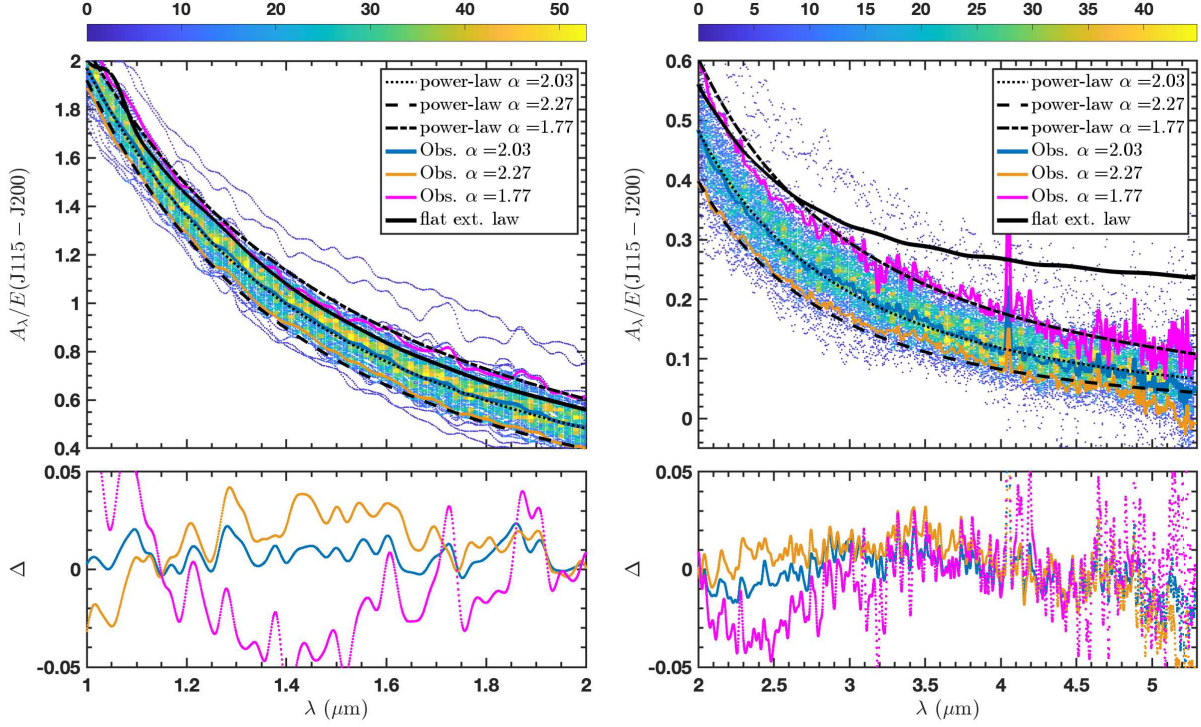 0 10 20 30 40 50
0 10 20 30 40
2
1.8
1.6
1.4
1.2
1
0.8
0.6
0.4
A_λ/E(J115 − J200)
power-law α =2.03
power-law α =2.27
power-law α =1.77
Obs. α =2.03
Obs. α =2.27
Obs. α =1.77
flat ext. law
0.6
0.5
0.4
0.3
0.2
0.1
0
A_λ/E(J115 − J200)
power-law α =2.03
power-law α =2.27
power-law α =1.77
Obs. α =2.03
Obs. α =2.27
Obs. α =1.77
flat ext. law
0.05
0
-0.05
Δ
1 1.2 1.4 1.6 1.8 2
λ (μm)
0.05
0
-0.05
Δ
2 2.5 3 3.5 4 4.5 5
λ (μm)